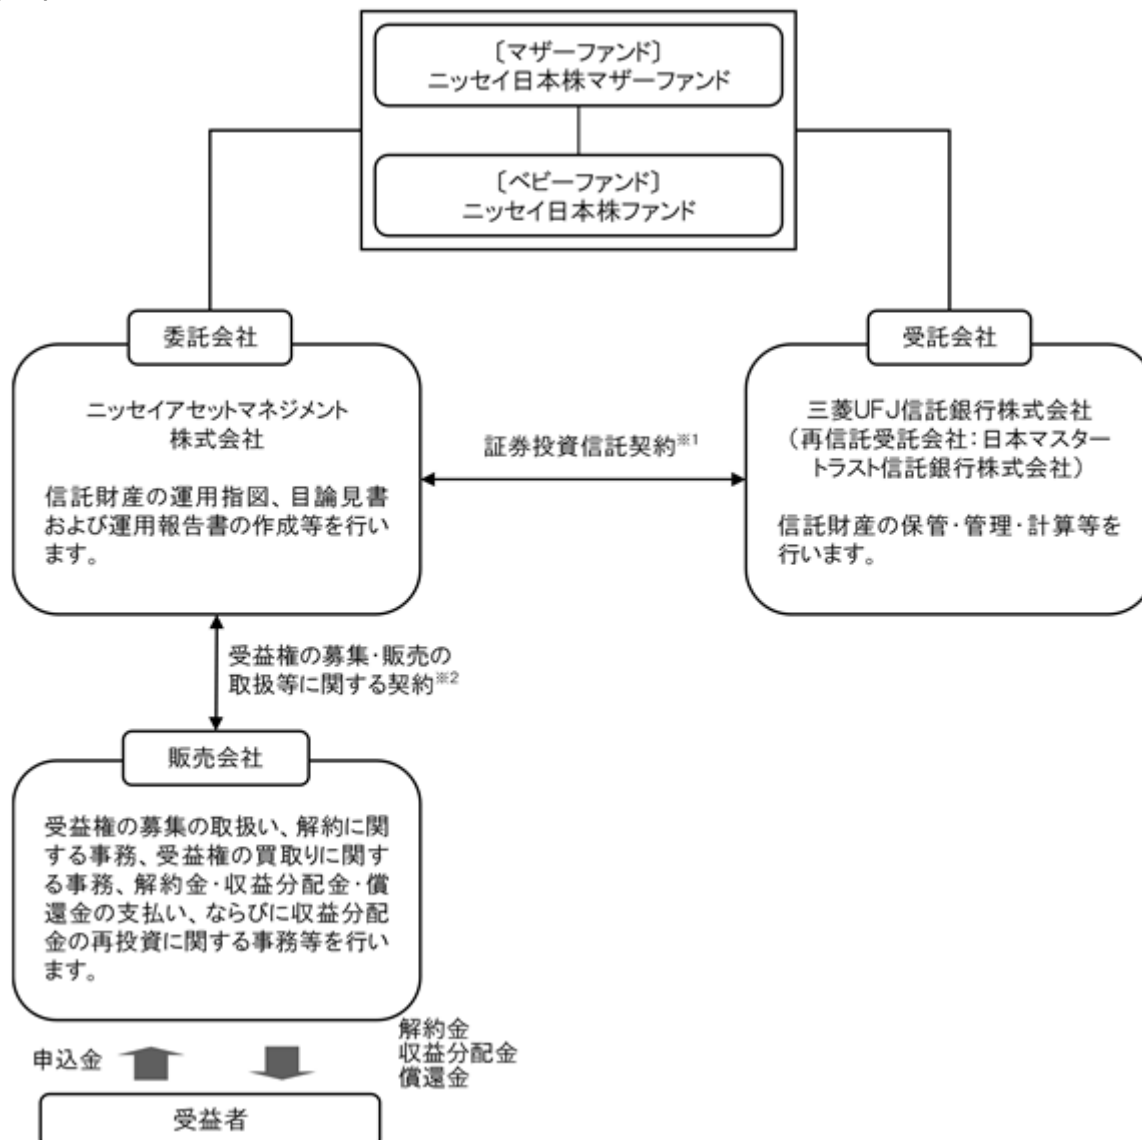 〔マザーファンド〕
ニッセイ日本株マザーファンド
〔ベビーファンド〕
ニッセイ日本株ファンド
委託会社
ニッセイアセットマネジメント
株式会社
信託財産の運用指図、目論見書
および運用報告書の作成等を行い
ます。
証券投資信託契約※1
受託会社
三菱UFJ信託銀行株式会社
（再信託受託会社：日本マスター
トラスト信託銀行株式会社）
信託財産の保管・管理・計算等を
行います。
受益権の募集・販売の
取扱等に関する契約※2
販売会社
受益権の募集の取扱い、解約に関
する事務、受益権の買取りに関す
る事務、解約金・収益分配金・償
還金の支払い、ならびに収益分配
金の再投資に関する事務等を行い
ます。
申込金
解約金
収益分配金
償還金
受益者